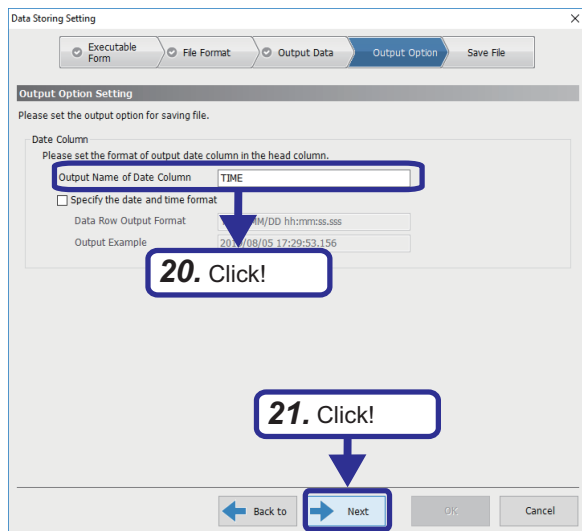 Data Storing Setting
Executable
Form
File Format
Output Data
Output Option
Save File
Output Option Setting
Please set the output option for saving file.
Date Column
Please set the format of output date column in the head column.
Output Name of Date Column TIME
Specify the date and time format
Data Row Output Format MM/DD hh:mm:ss.sss
Output Example /08/05 17:29:53.156
20. Click!
21. Click!
Back to Next OK Cancel